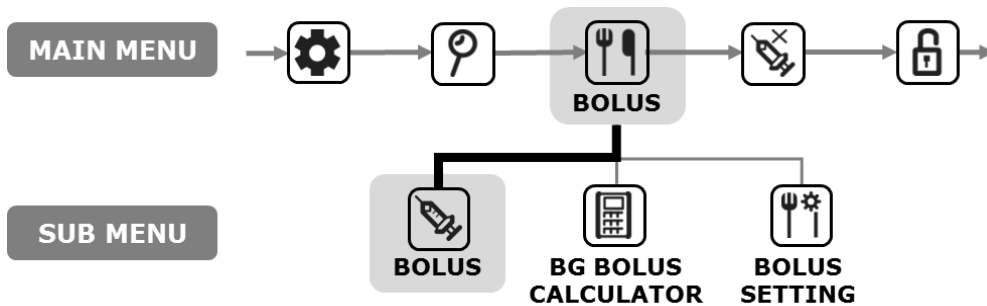 MAIN MENU
BOLUS
SUB MENU
BOLUS
BG BOLUS
CALCULATOR
BOLUS
SETTING